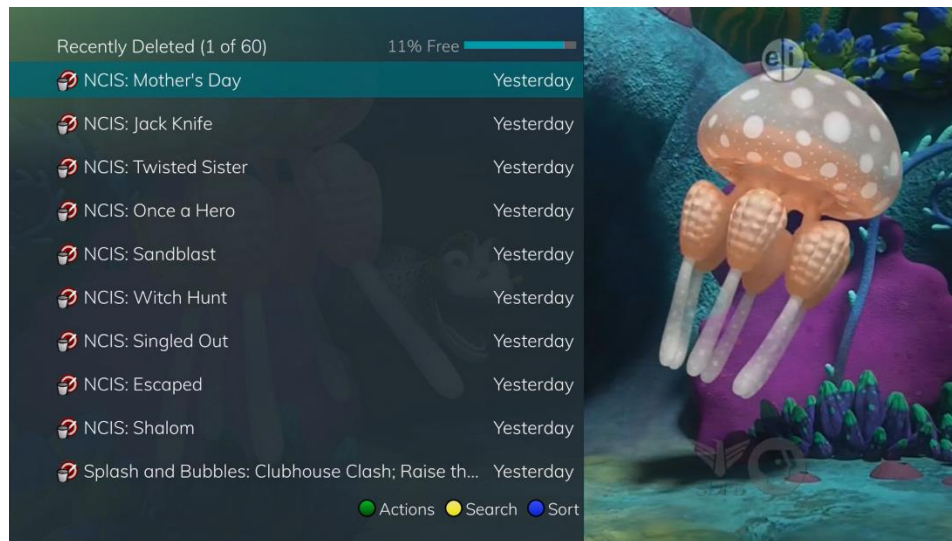 Recently Deleted (1 of 60) 11% Free
NCIS: Mother's Day Yesterday
NCIS: Jack Knife Yesterday
NCIS: Twisted Sister Yesterday
NCIS: Once a Hero Yesterday
NCIS: Sandblast Yesterday
NCIS: Witch Hunt Yesterday
NCIS: Singled Out Yesterday
NCIS: Escaped Yesterday
NCIS: Shalom Yesterday
Splash and Bubbles: Clubhouse Clash; Raise th... Yesterday
Actions Search Sort
e/i